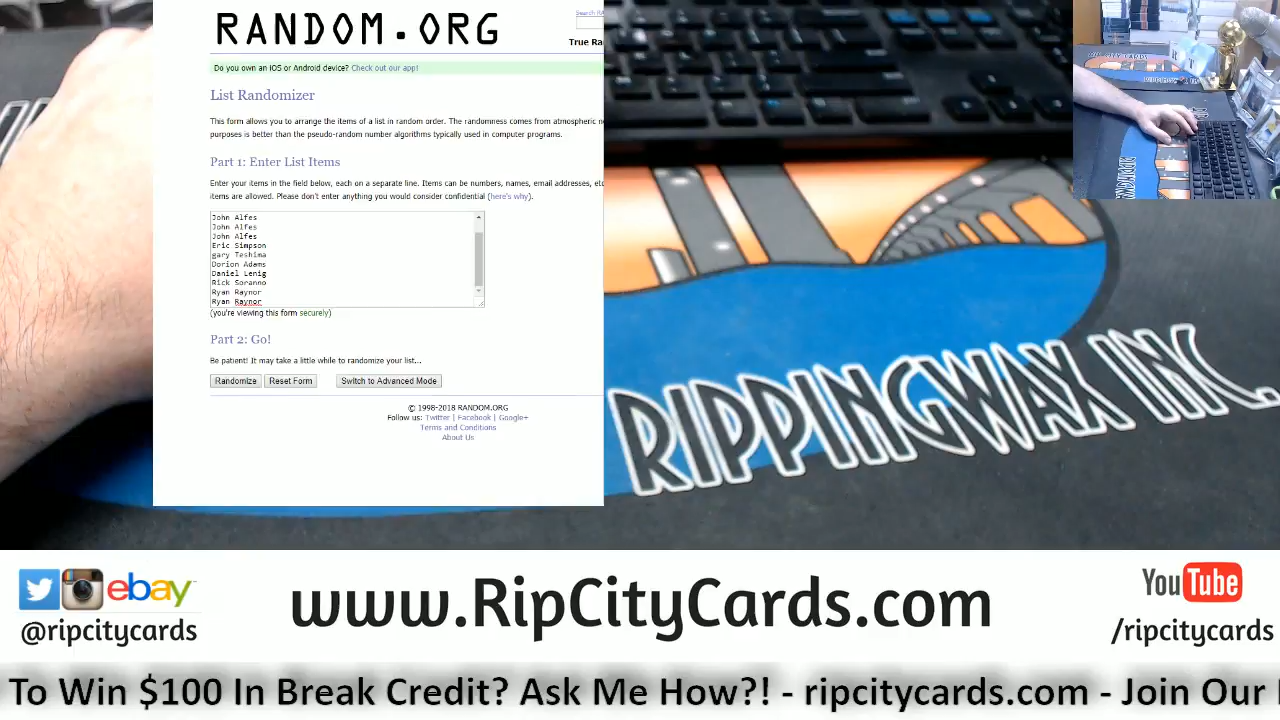 RANDOM.ORG
Search RA
True Ra
Do you own an iOS or Android device? Check out our app!
List Randomizer
This form allows you to arrange the items of a list in random order. The randomness comes from atmospheric no
purposes is better than the pseudo-random number algorithms typically used in computer programs.
Part 1: Enter List Items
Enter your items in the field below, each on a separate line. Items can be numbers, names, email addresses, etc
items are allowed. Please don't enter anything you would consider confidential (here's why).
John Alfes
John Alfes
John Alfes
Eric Simpson
gary Teshima
Dorion Adams
Daniel Lenig
Rick Soranno
Ryan Raynor
Ryan Raynor
(you're viewing this form securely)
Part 2: Go!
Be patient! It may take a little while to randomize your list...
Randomize Reset Form Switch to Advanced Mode
© 1998-2018 RANDOM.ORG
Follow us: Twitter | Facebook | Google+
Terms and Conditions
About Us
RIPPINGWAX INC.
ebay
@ripcitycards
www.RipCityCards.com
YouTube
/ripcitycards
To Win $100 In Break Credit? Ask Me How?! - ripcitycards.com - Join Our